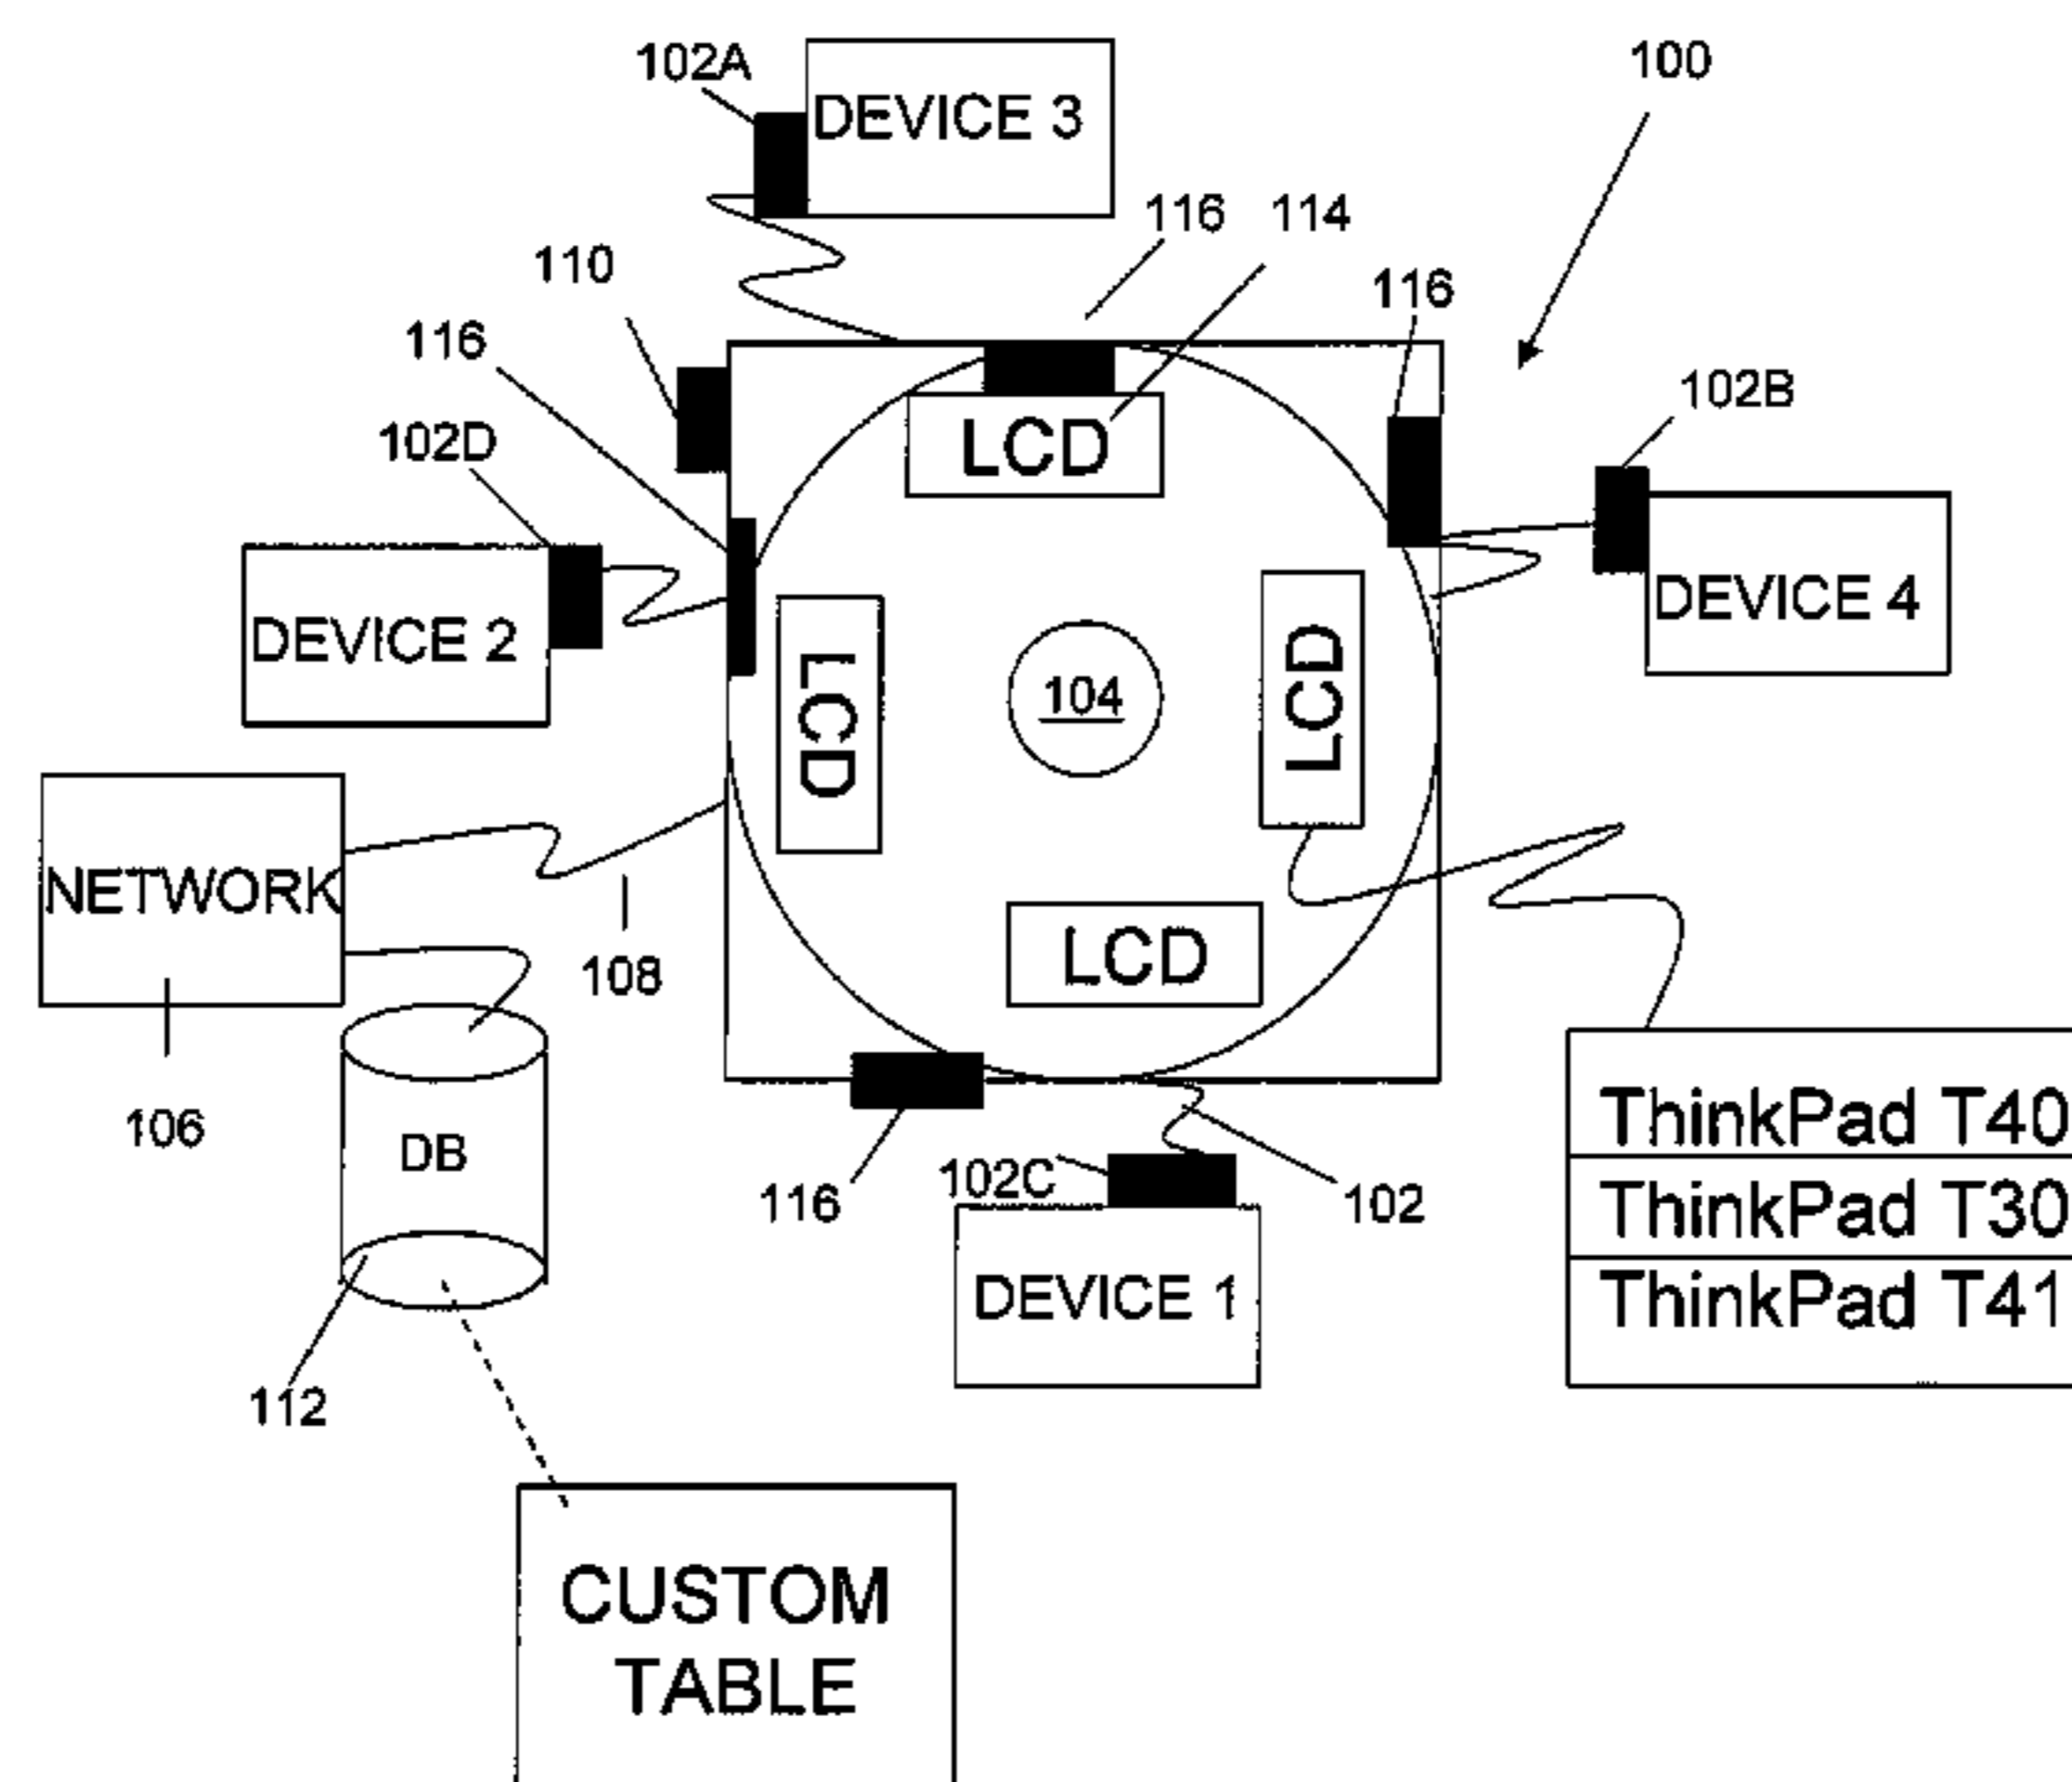 102A
DEVICE 3
100
116
114
110
116
116
102B
102D
LCD
DEVICE 4
DEVICE 2
LCD
104
LCD
NETWORK
LCD
108
106
DB
102C
116
102
ThinkPad T40
ThinkPad T30
ThinkPad T41
DEVICE 1
112
CUSTOM
TABLE